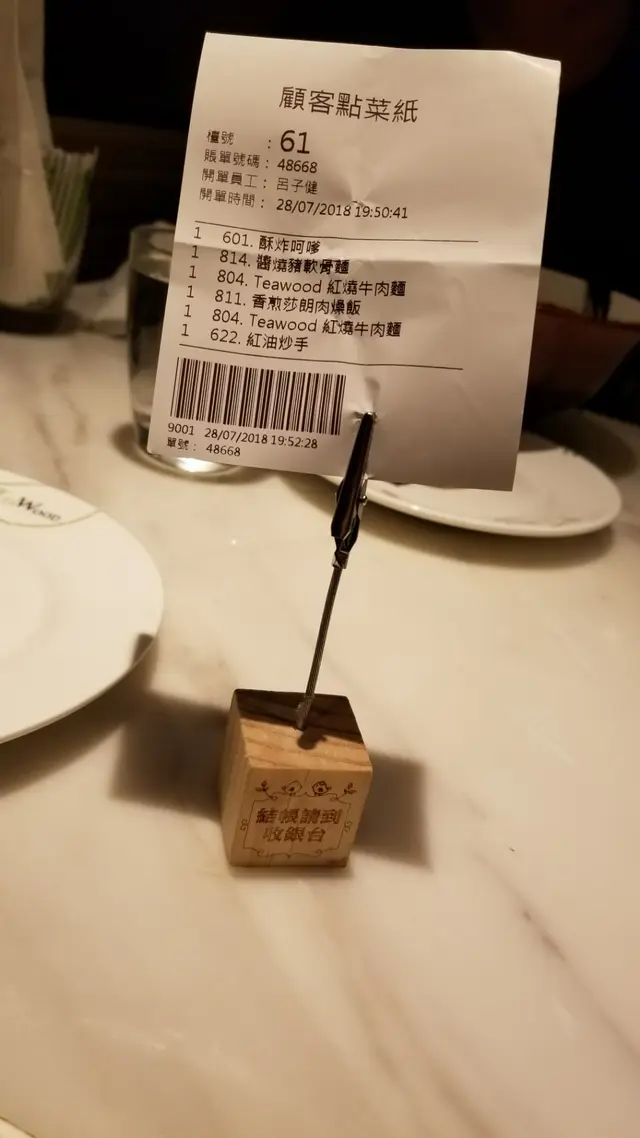 顧客點菜紙
檯號 : 61
賬單號碼: 48668
開單員工: 呂子健
開單時間: 28/07/2018 19:50:41
1 601. 酥炸呵嗲
1 814. 醬燒豬軟骨麵
1 804. Teawood 紅燒牛肉麵
1 811. 香煎莎朗肉燥飯
1 804. Teawood 紅燒牛肉麵
1 622. 紅油炒手
9001 28/07/2018 19:52:28
單號: 48668
Wood
結帳請到
收銀台